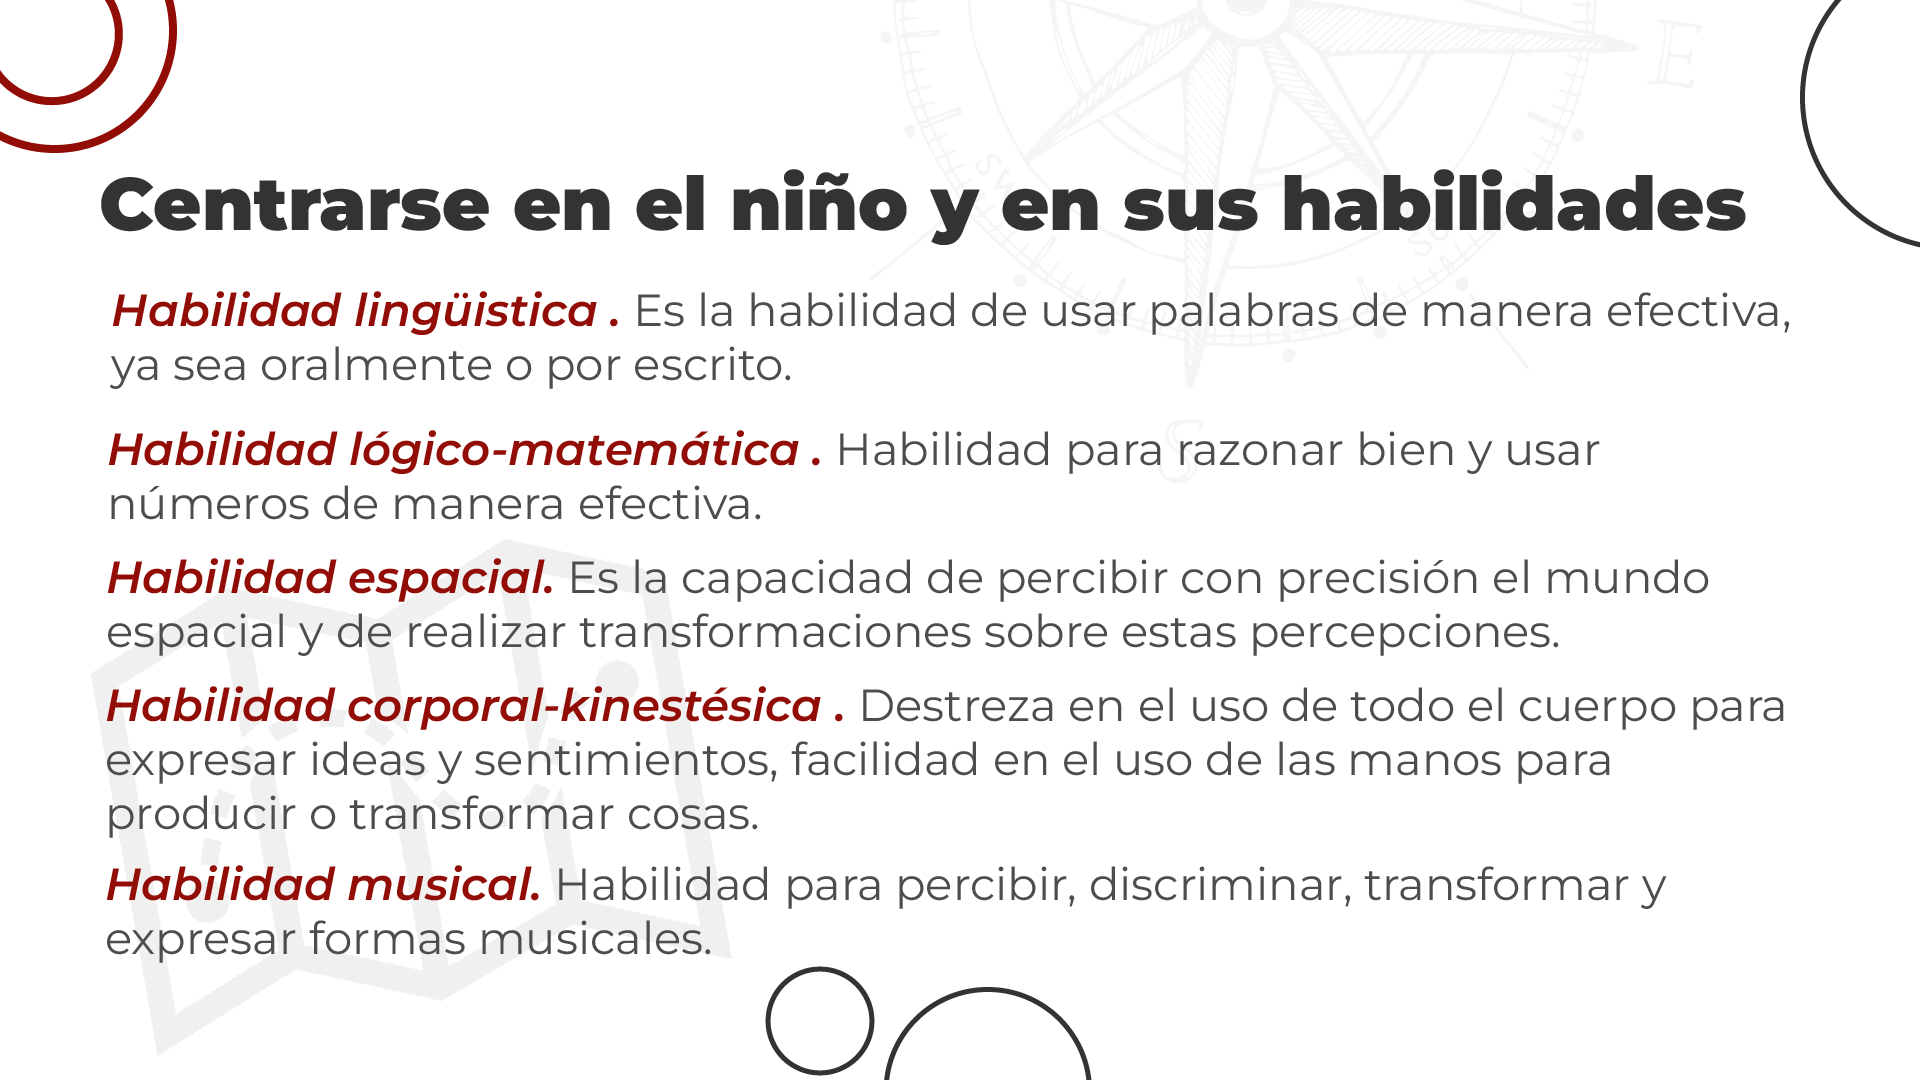 E
Centrarse en el niño y en sus habilidades
Habilidad lingüistica . Es la habilidad de usar palabras de manera efectiva,
ya sea oralmente o por escrito.
S
Habilidad lógico-matemática . Habilidad para razonar bien y usar
números de manera efectiva.
Habilidad espacial. Es la capacidad de percibir con precisión el mundo
espacial y de realizar transformaciones sobre estas percepciones.
Habilidad corporal-kinestésica . Destreza en el uso de todo el cuerpo para
expresar ideas y sentimientos, facilidad en el uso de las manos para
producir o transformar cosas.
Habilidad musical. Habilidad para percibir, discriminar, transformar y
expresar formas musicales.